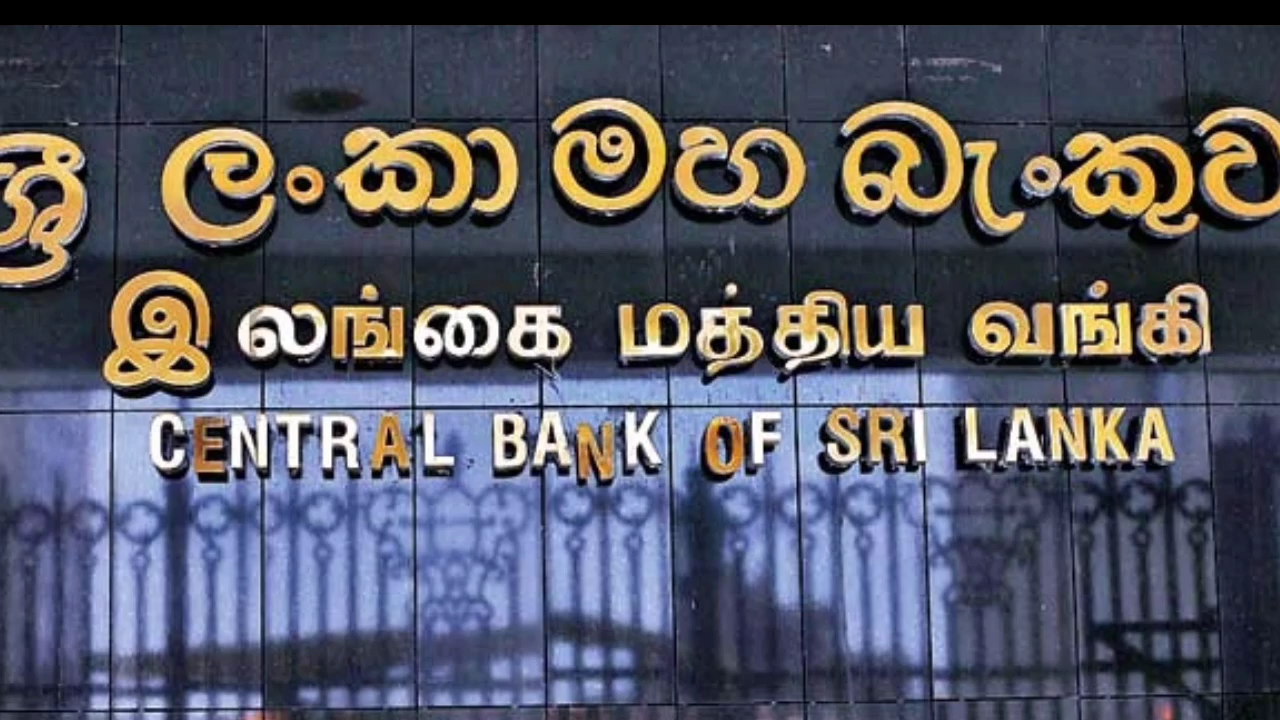 ශ්‍රී ලංකා මහ බැංකුව
இலங்கை மத்திய வங்கி
CENTRAL BANK OF SRI LANKA